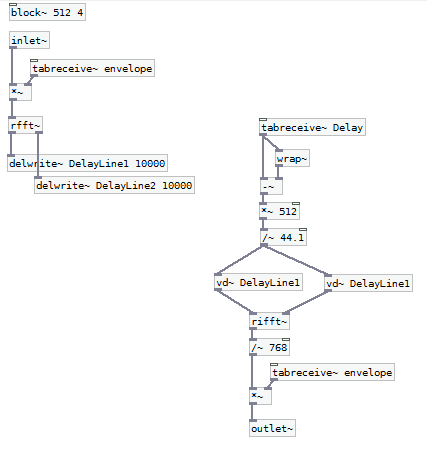 block~ 512 4
inlet~
tabreceive~ envelope
*~
rfft~
delwrite~ DelayLine1 10000
delwrite~ DelayLine2 10000
tabreceive~ Delay
wrap~
-~
*~ 512
/~ 44.1
vd~ DelayLine1
vd~ DelayLine1
rifft~
/~ 768
tabreceive~ envelope
*~
outlet~